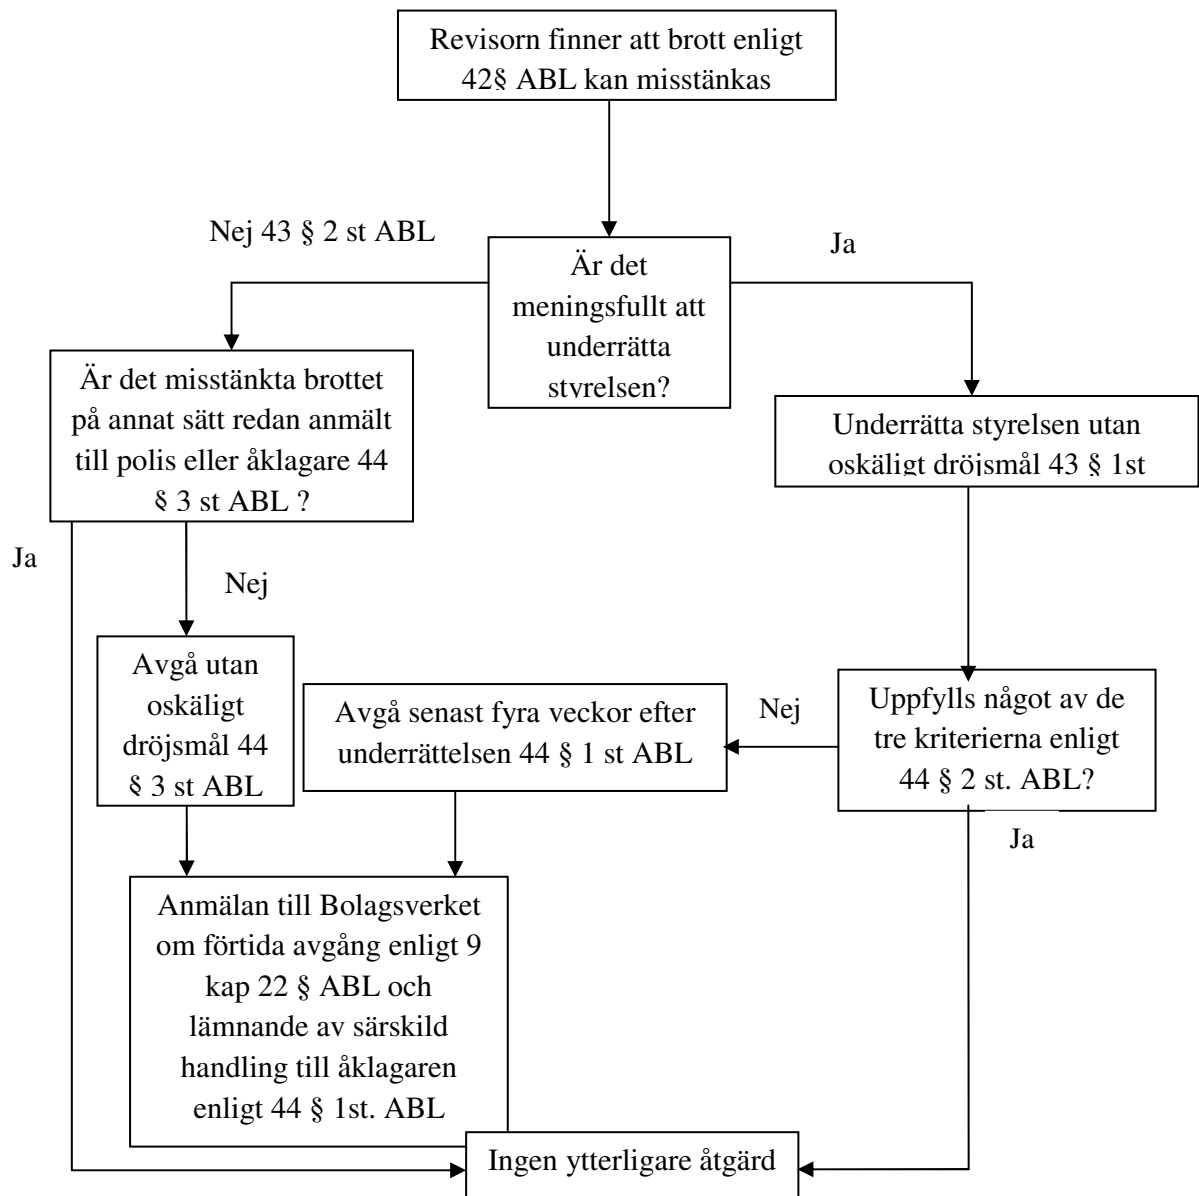 Revisorn finner att brott enligt
42§ ABL kan misstänkas
Nej 43 § 2 st ABL
Ja
Är det
meningsfullt att
underrätta
styrelsen?
Är det misstänkta brottet
på annat sätt redan anmält
till polis eller åklagare 44
§ 3 st ABL ?
Underrätta styrelsen utan
oskäligt dröjsmål 43 § 1st
Ja
Nej
Avgå utan
oskäligt
dröjsmål 44
§ 3 st ABL
Avgå senast fyra veckor efter
underrättelsen 44 § 1 st ABL
Nej
Uppfylls något av de
tre kriterierna enligt
44 § 2 st. ABL?
Ja
Anmälan till Bolagsverket
om förtida avgång enligt 9
kap 22 § ABL och
lämnande av särskild
handling till åklagaren
enligt 44 § 1st. ABL
Ingen ytterligare åtgärd